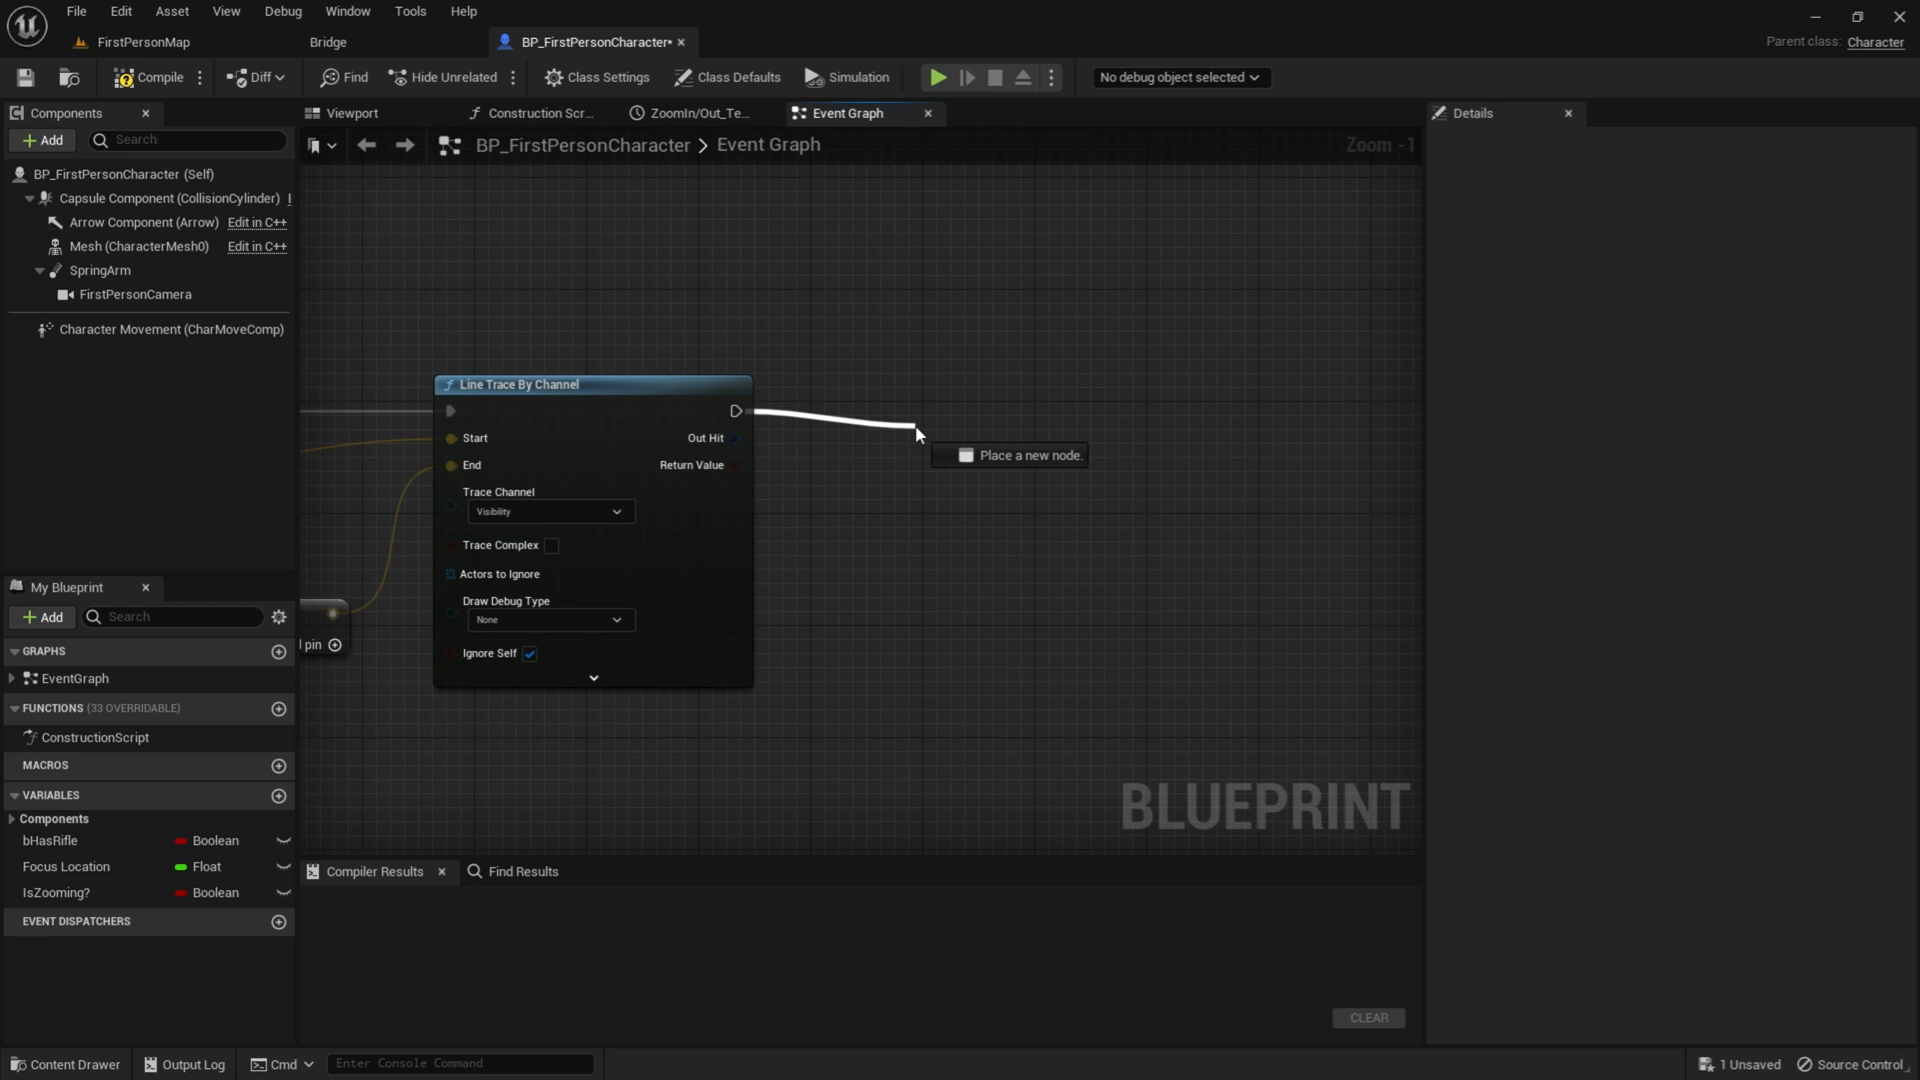 File Edit Asset View Debug Window Tools Help
FirstPersonMap Bridge BP_FirstPersonCharacter•
Parent class: Character
Compile Diff Find Hide Unrelated Class Settings Class Defaults Simulation No debug object selected
Components
Add
Search
BP_FirstPersonCharacter (Self)
Capsule Component (CollisionCylinder)
Arrow Component (Arrow) Edit in C++
Mesh (CharacterMesh0) Edit in C++
SpringArm
FirstPersonCamera
Character Movement (CharMoveComp)
Viewport Construction Scr... ZoomIn/Out_Te... Event Graph
BP_FirstPersonCharacter > Event Graph
Zoom -1
Line Trace By Channel
Start Out Hit
End Return Value
Trace Channel
Visibility
Trace Complex
Actors to Ignore
Draw Debug Type
None
Ignore Self
pin
Place a new node.
BLUEPRINT
Details
My Blueprint
Add
Search
GRAPHS
EventGraph
FUNCTIONS (33 OVERRIDABLE)
ConstructionScript
MACROS
VARIABLES
Components
bHasRifle Boolean
Focus Location Float
IsZooming? Boolean
EVENT DISPATCHERS
Compiler Results Find Results
CLEAR
Content Drawer Output Log Cmd Enter Console Command
1 Unsaved Source Control